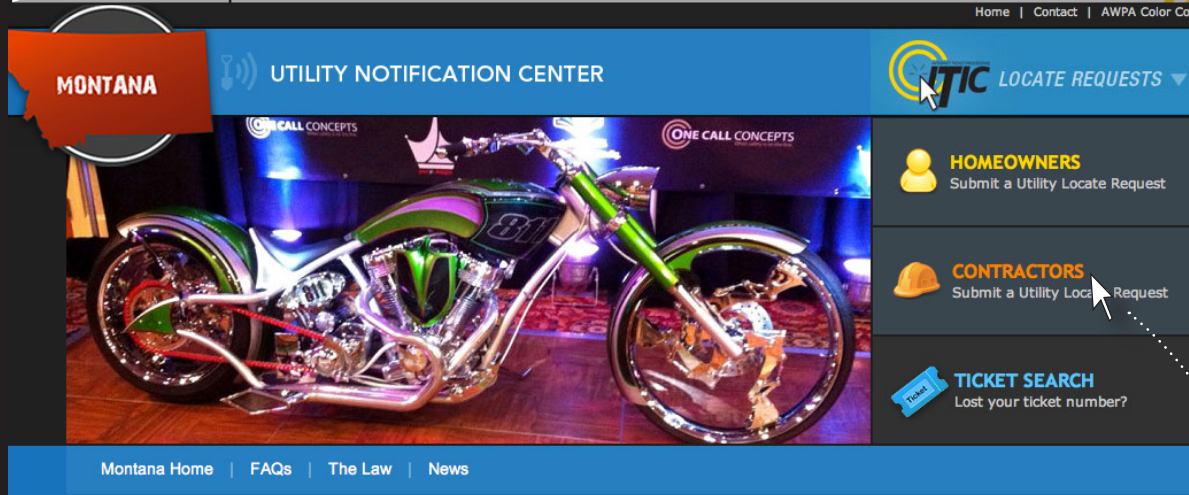 Home | Contact | AWPA Color Co
MONTANA
UTILITY NOTIFICATION CENTER
ITIC LOCATE REQUESTS
ONE CALL CONCEPTS
ONE CALL CONCEPTS
811
HOMEOWNERS
Submit a Utility Locate Request
CONTRACTORS
Submit a Utility Loca Request
TICKET SEARCH
Lost your ticket number?
Ticket
Montana Home | FAQs | The Law | News